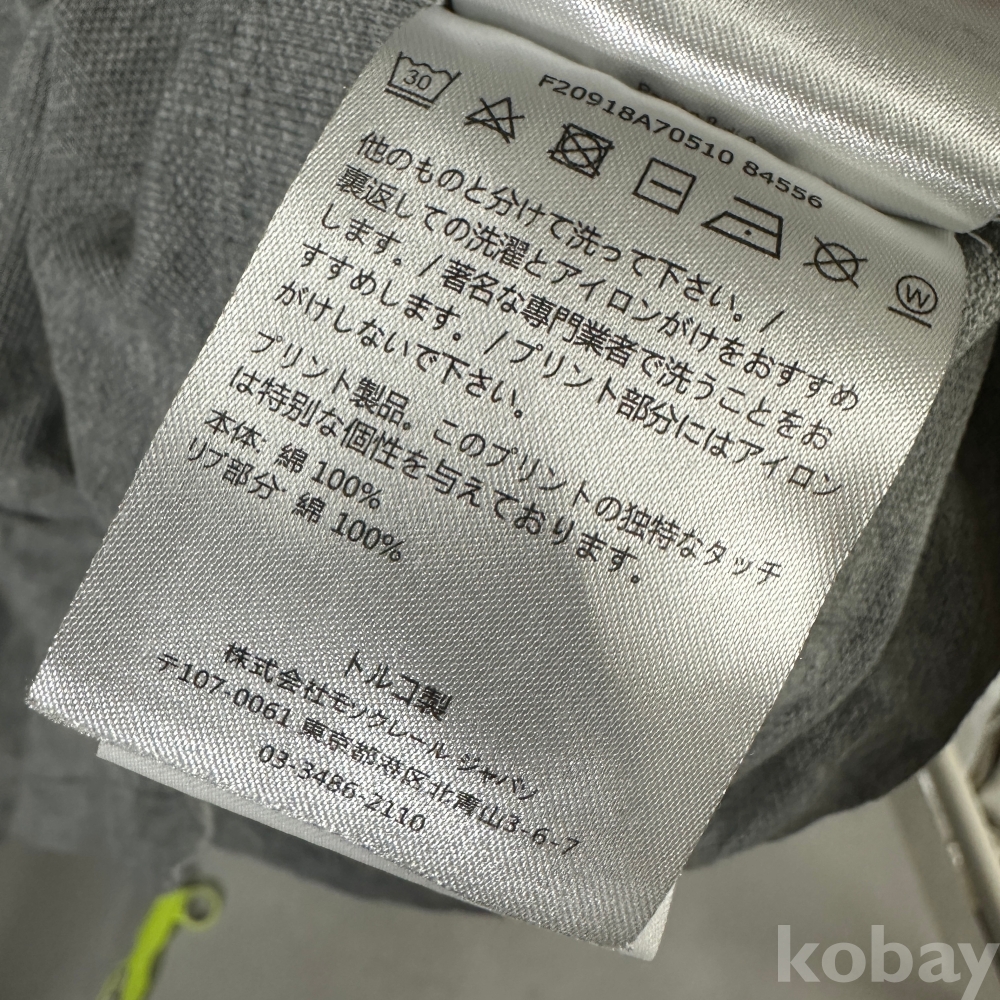 30
F20918A70510 84556
W
他のものと分けて洗って下さい。/
裏返しての洗濯とアイロンがけをおすすめ
します。/著名な専門業者で洗うことをお
すすめします。/プリント部分にはアイロン
がけしないで下さい。
プリント製品。このプリントの独特なタッチ
は特別な個性を与えております。
本体. 綿 100%
リブ部分 綿 100%
トルコ製
株式会社モンクレール ジャパン
〒107-0061 東京都港区北青山3-6-7
03-3486-2110
kobay